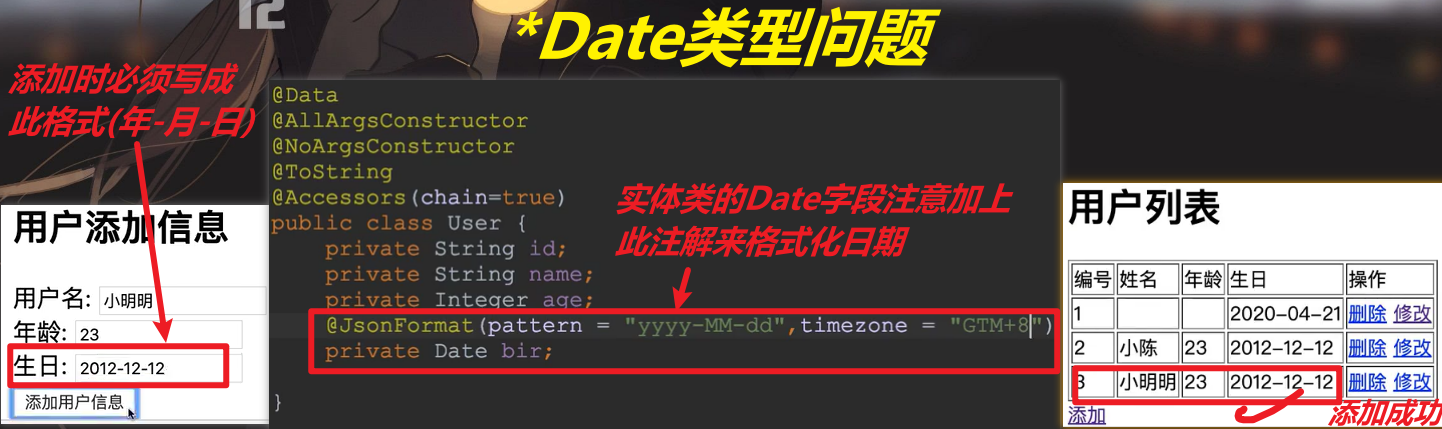 12
*Date类型问题
添加时必须写成
此格式(年-月-日)
用户添加信息
用户名: 小明明
年龄: 23
生日: 2012-12-12
添加用户信息
@Data
@AllArgsConstructor
@NoArgsConstructor
@ToString
@Accessors(chain=true)
public class User {
private String id;
private String name;
private Integer age;
@JsonFormat(pattern = "yyyy-MM-dd",timezone = "GTM+8")
private Date bir;
}
实体类的Date字段注意加上
此注解来格式化日期
用户列表
编号 姓名 年龄 生日 操作
1 2020-04-21 删除 修改
2 小陈 23 2012-12-12 删除 修改
3 小明明 23 2012-12-12 删除 修改
添加
添加成功